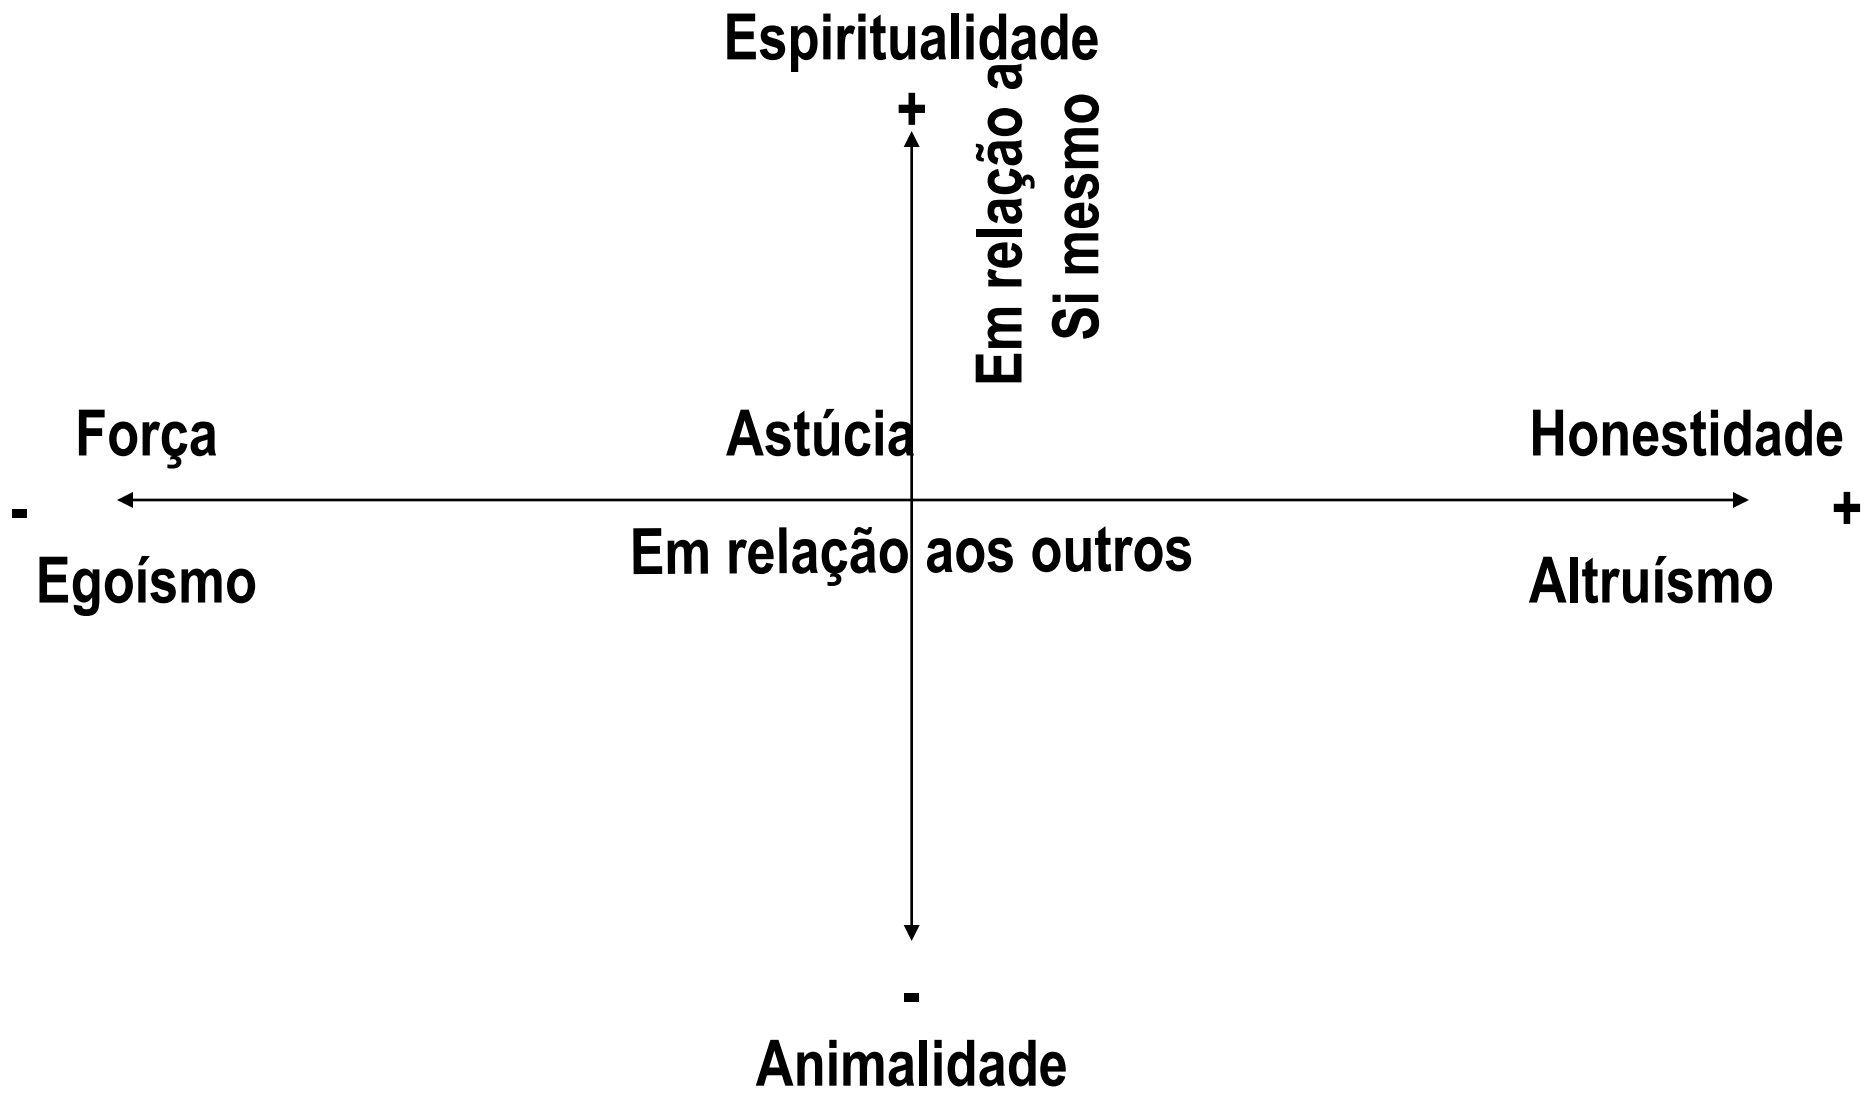 Espiritualidade
+
Em relação a
Si mesmo
Força
Astúcia
Honestidade
-
+
Em relação aos outros
Egoísmo
Altruísmo
-
Animalidade